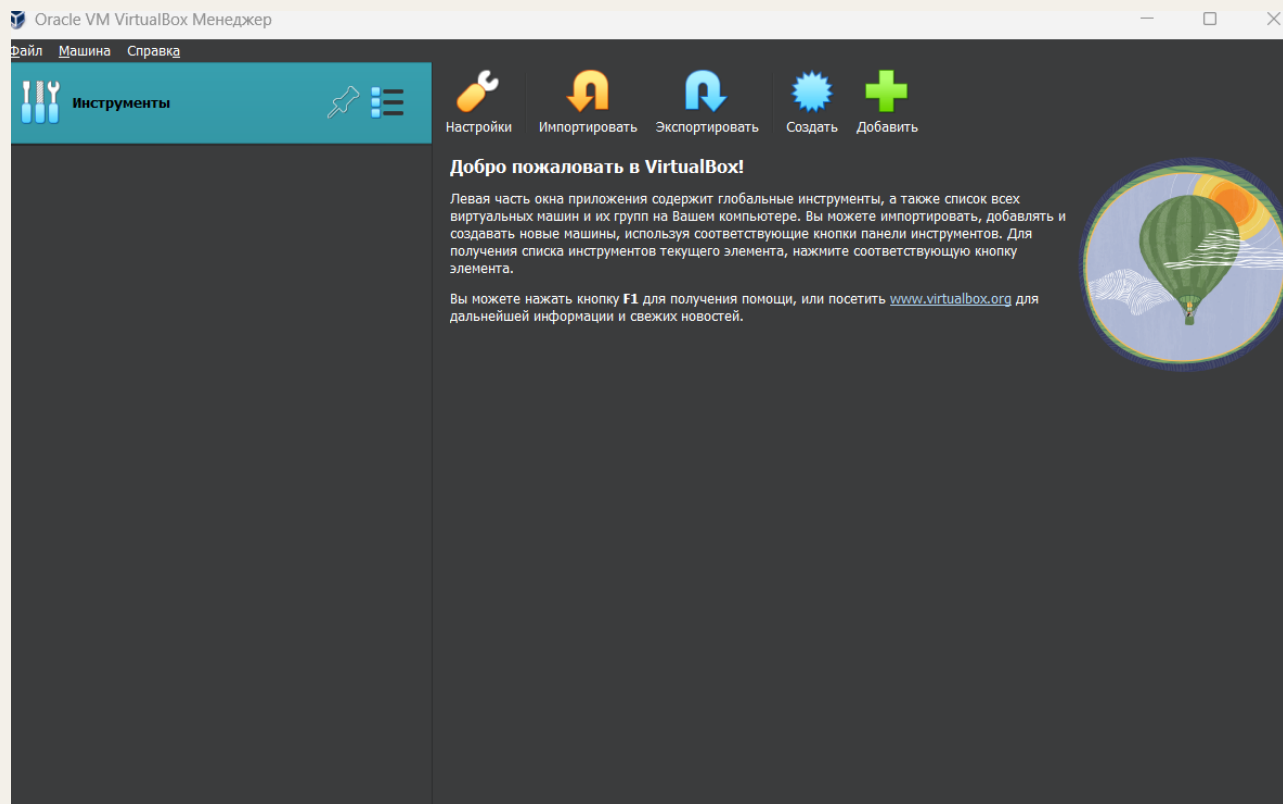 Oracle VM VirtualBox Менеджер
Файл Машина Справка
Инструменты
Настройки Импортировать Экспортировать Создать Добавить
Добро пожаловать в VirtualBox!
Левая часть окна приложения содержит глобальные инструменты, а также список всех
виртуальных машин и их групп на Вашем компьютере. Вы можете импортировать, добавлять и
создавать новые машины, используя соответствующие кнопки панели инструментов. Для
получения списка инструментов текущего элемента, нажмите соответствующую кнопку
элемента.
Вы можете нажать кнопку F1 для получения помощи, или посетить www.virtualbox.org для
дальнейшей информации и свежих новостей.